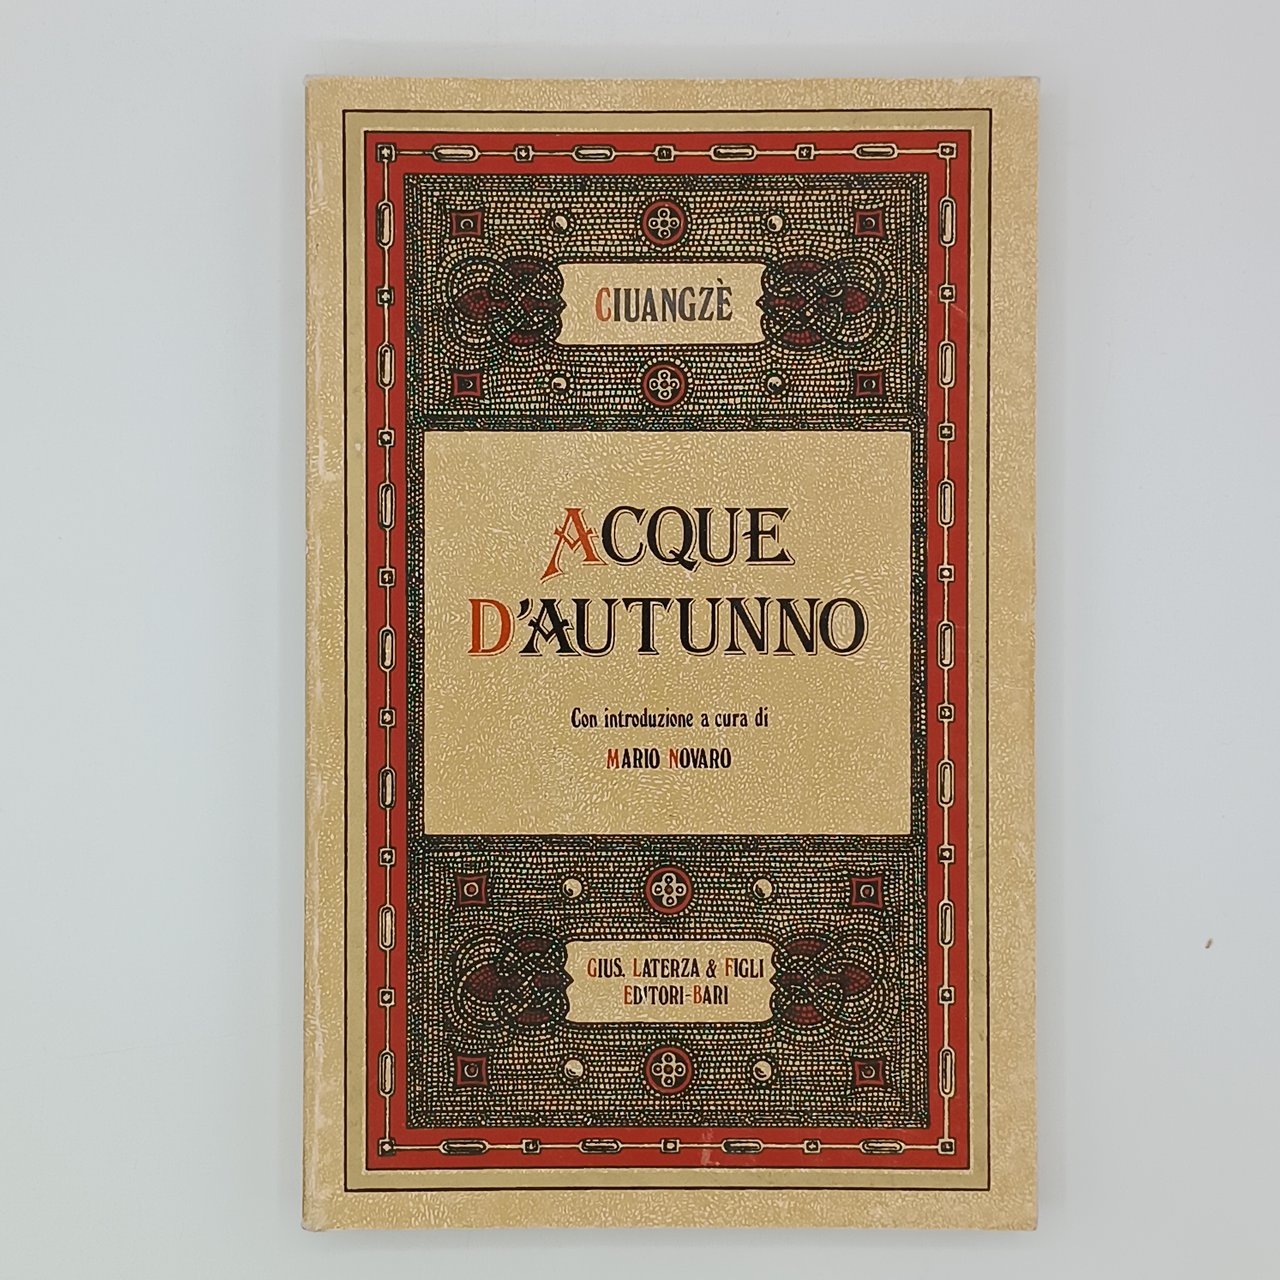 CIUANGZÈ
ACQUE
D'AUTUNNO
Con introduzione a cura di
MARIO NOVARO
GIUS. LATERZA & FIGLI
EDITORI-BARI